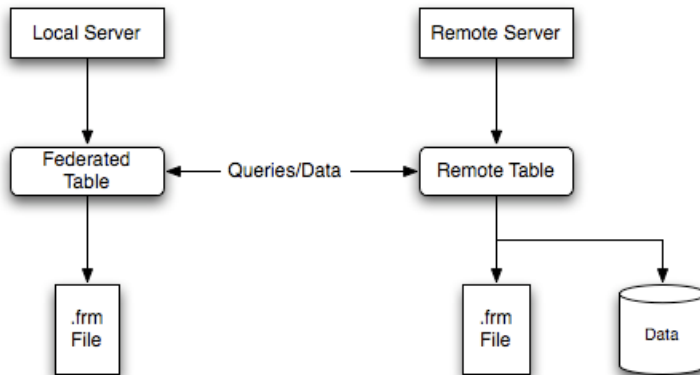 Local Server
Remote Server
Federated
Table
Queries/Data
Remote Table
.frm
File
.frm
File
Data